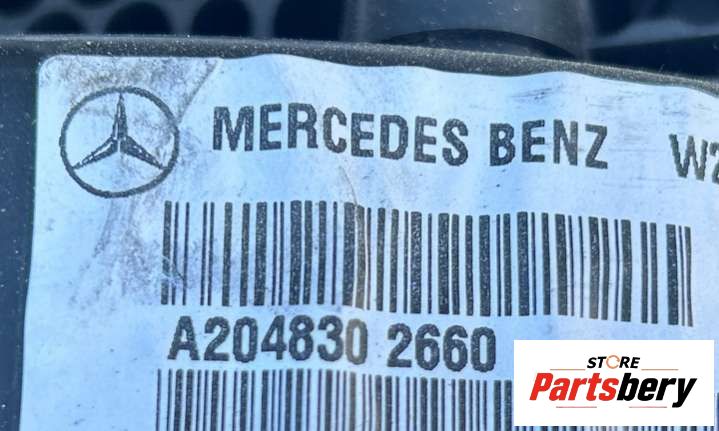 MERCEDES BENZ
A204830 2660
STORE
Partsbery